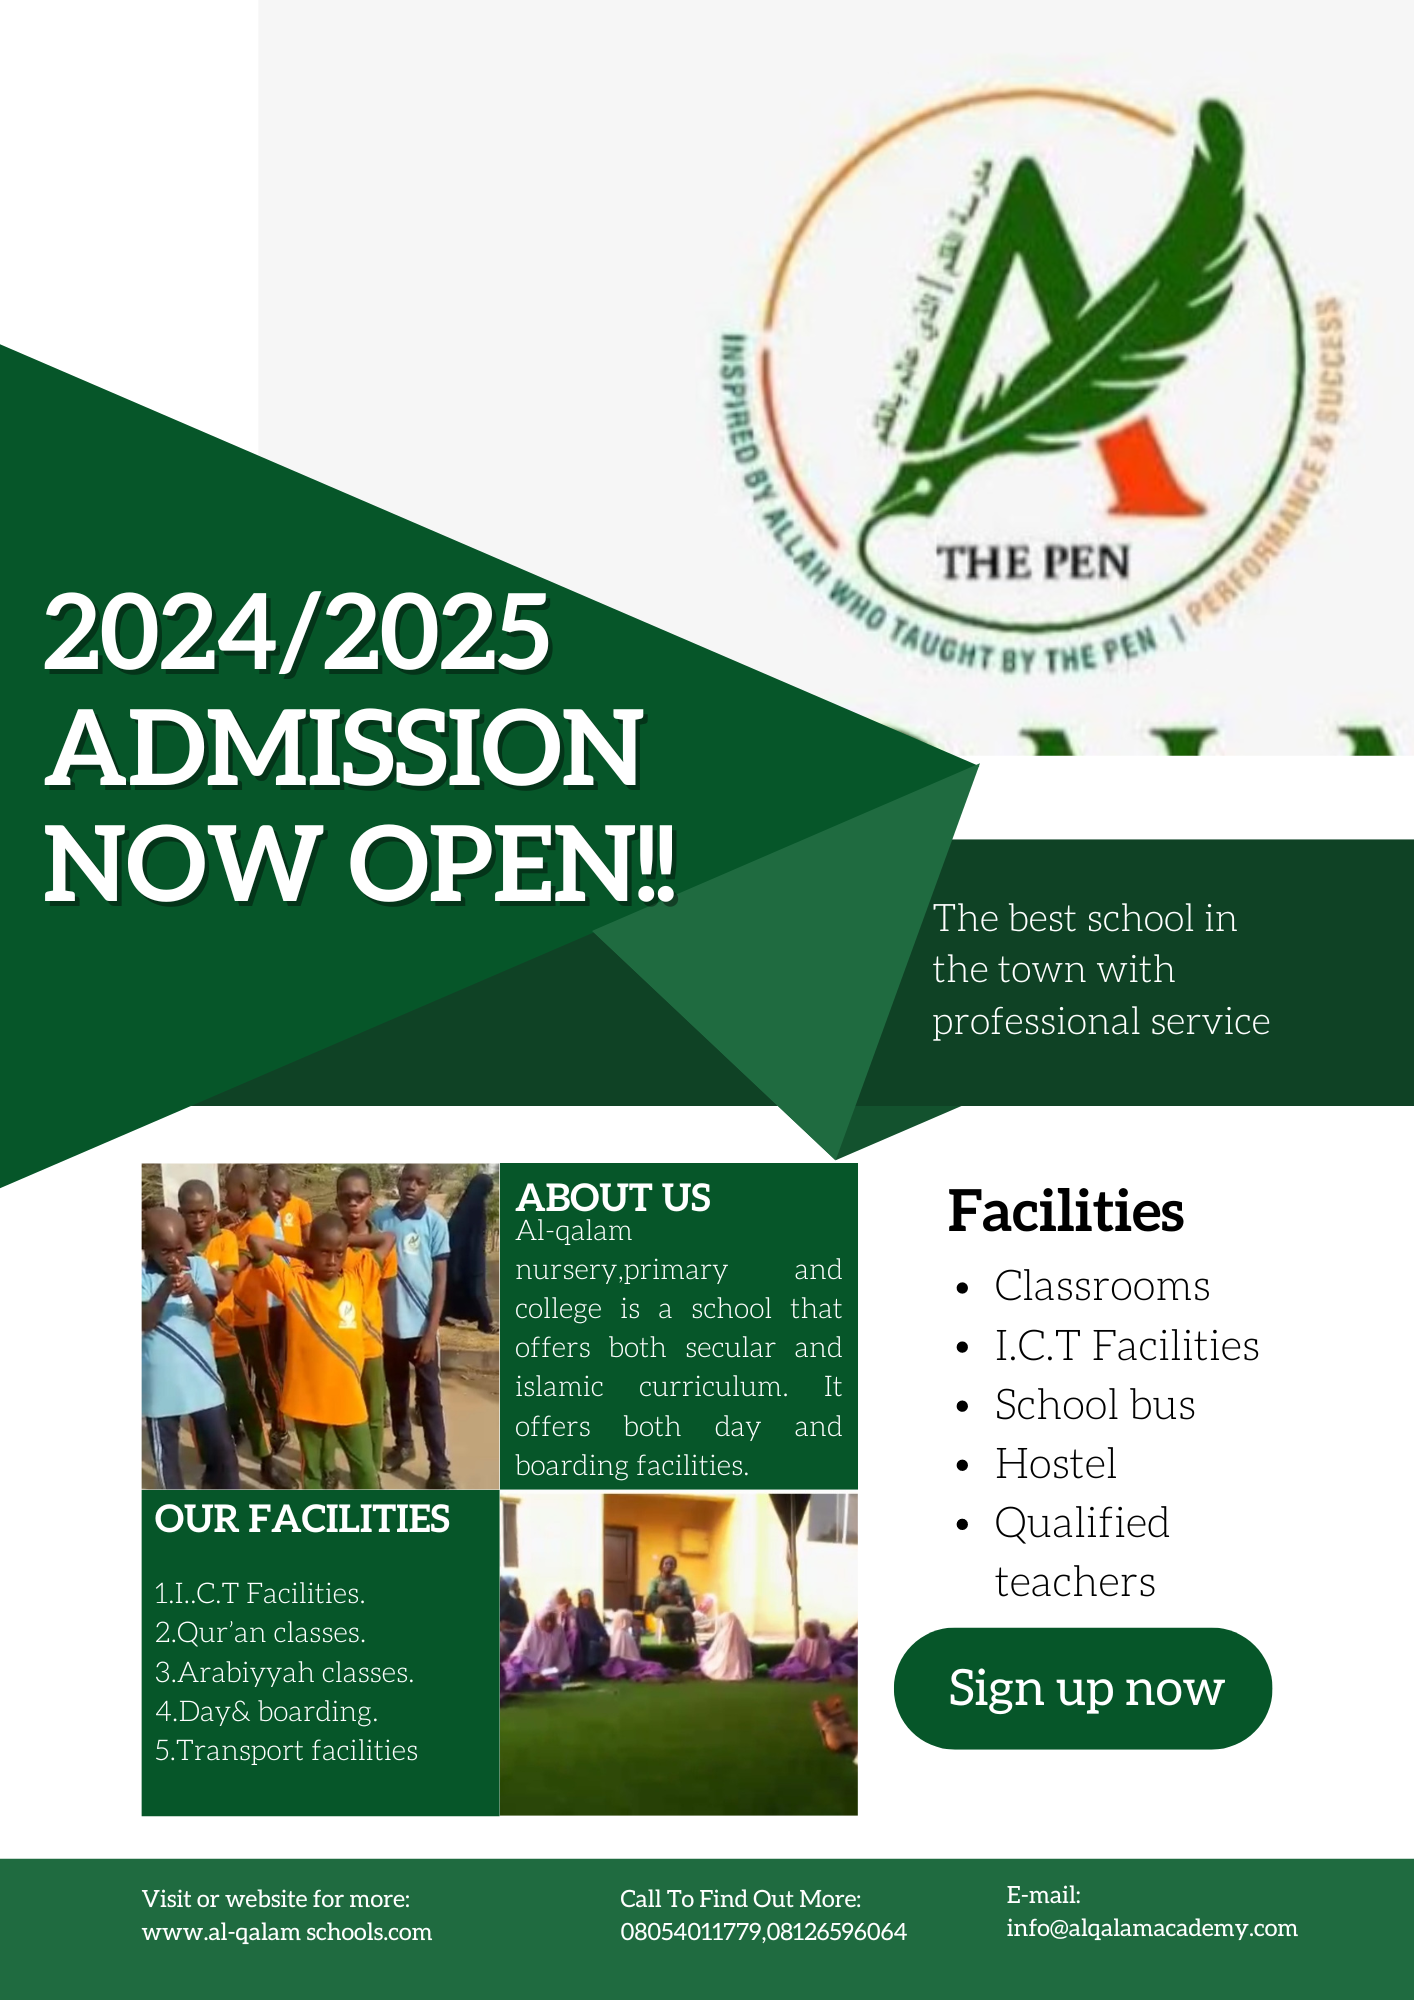 مدرسة القلم | الذي علم بالقلم
INSPIRED BY ALLAH WHO TAUGHT BY THE PEN | PERFORMANCE & SUCCESS
THE PEN
2024/2025
ADMISSION
NOW OPEN!!
The best school in
the town with
professional service
ABOUT US
Al-qalam
nursery,primary and
college is a school that
offers both secular and
islamic curriculum. It
offers both day and
boarding facilities.
OUR FACILITIES
1.I..C.T Facilities.
2.Qur’an classes.
3.Arabiyyah classes.
4.Day& boarding.
5.Transport facilities
Facilities
• Classrooms
• I.C.T Facilities
• School bus
• Hostel
• Qualified
teachers
Sign up now
Visit or website for more:
www.al-qalam schools.com
Call To Find Out More:
08054011779,08126596064
E-mail:
info@alqalamacademy.com